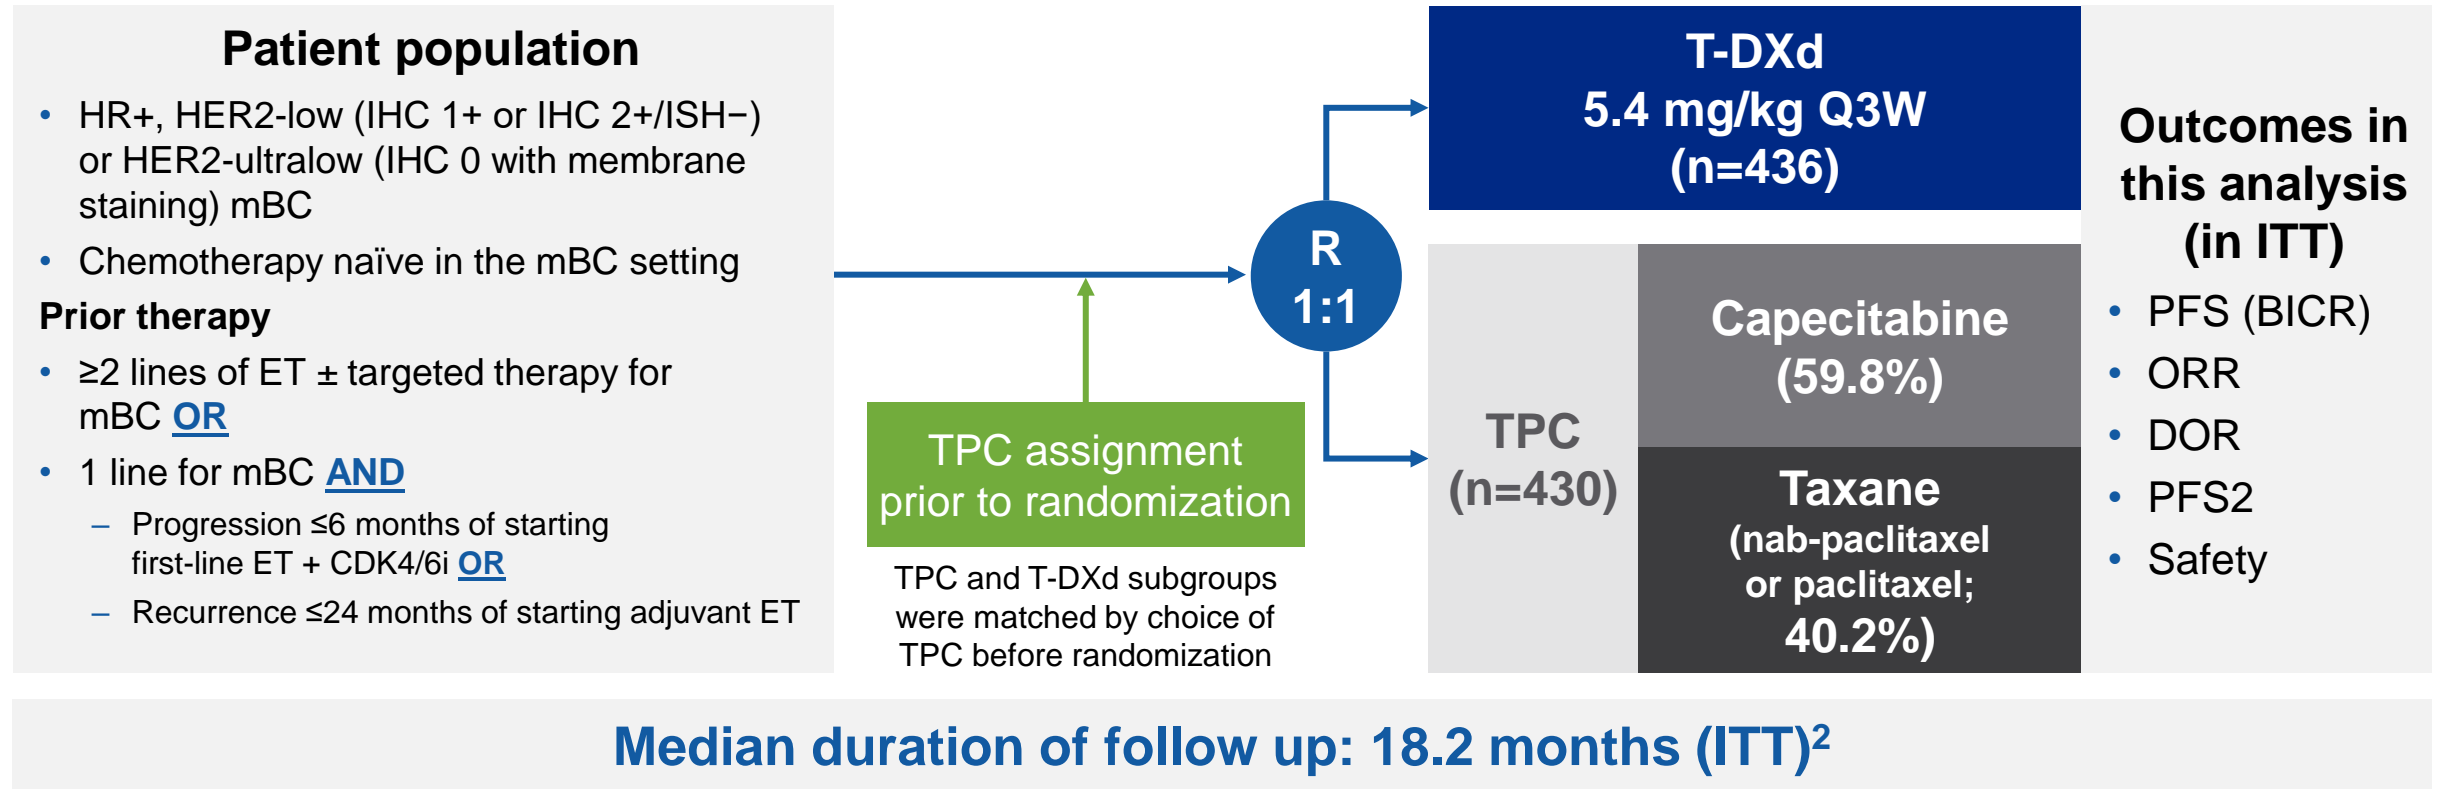 Patient population
• HR+, HER2-low (IHC 1+ or IHC 2+/ISH−)
or HER2-ultralow (IHC 0 with membrane
staining) mBC
• Chemotherapy naïve in the mBC setting
Prior therapy
• ≥2 lines of ET ± targeted therapy for
mBC OR
• 1 line for mBC AND
– Progression ≤6 months of starting
first-line ET + CDK4/6i OR
– Recurrence ≤24 months of starting adjuvant ET
TPC assignment
prior to randomization
TPC and T-DXd subgroups
were matched by choice of
TPC before randomization
R
1:1
T-DXd
5.4 mg/kg Q3W
(n=436)
TPC
(n=430)
Capecitabine
(59.8%)
Taxane
(nab-paclitaxel
or paclitaxel;
40.2%)
Outcomes in
this analysis
(in ITT)
• PFS (BICR)
• ORR
• DOR
• PFS2
• Safety
Median duration of follow up: 18.2 months (ITT)²